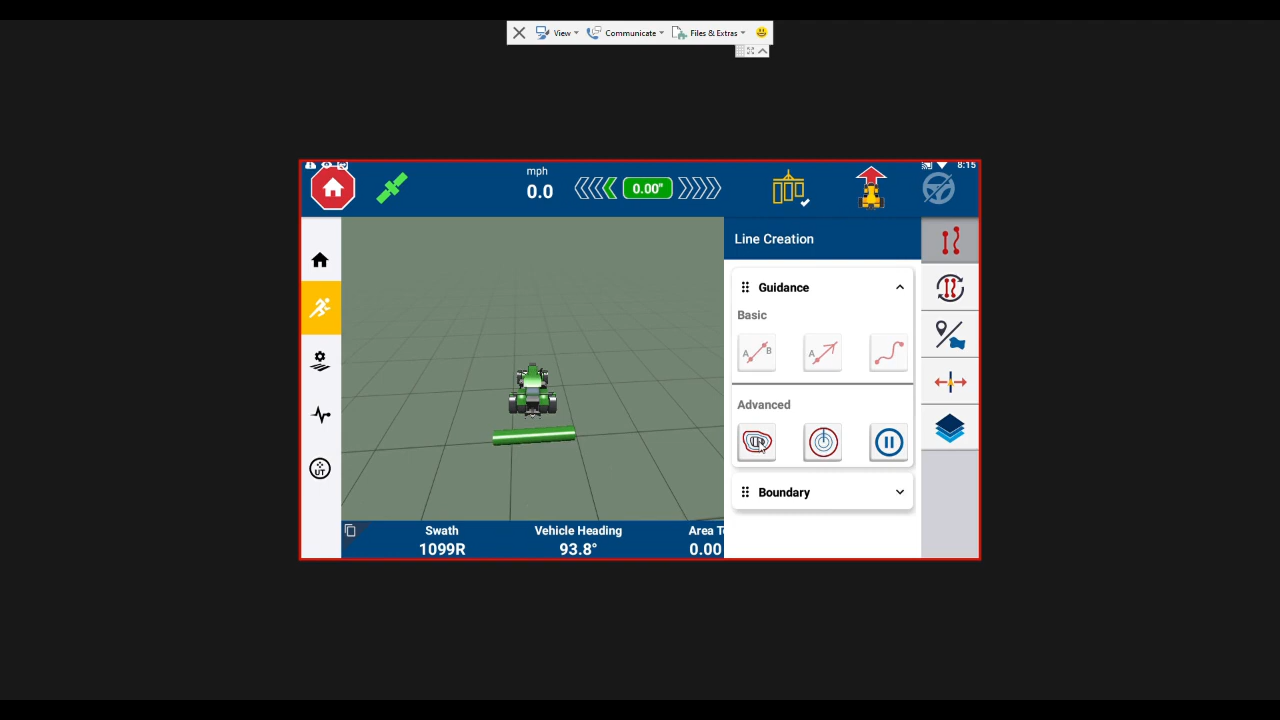 View Communicate Files & Extras
8:15
mph
0.0
0.00"
Line Creation
Guidance
Basic
A B
A
Advanced
Boundary
UT
Swath Vehicle Heading Area T
1099R 93.8° 0.00